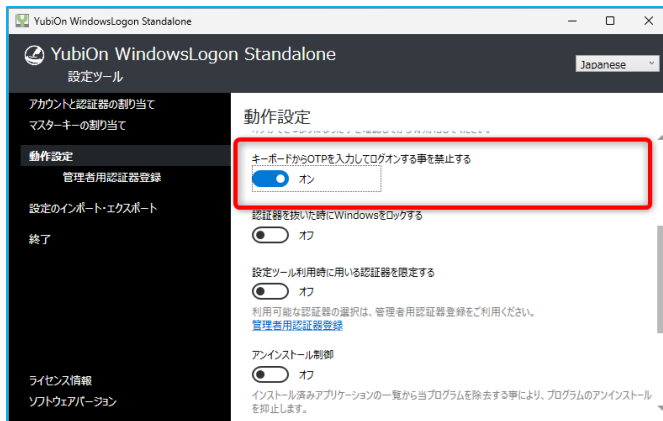 YubiOn WindowsLogon Standalone
YubiOn WindowsLogon Standalone
設定ツール
Japanese
アカウントと認証器の割り当て
マスターキーの割り当て
動作設定
管理者用認証器登録
設定のインポート・エクスポート
終了
ライセンス情報
ソフトウェアバージョン
動作設定
キーボードからOTPを入力してログオンする事を禁止する
オン
認証器を抜いた時にWindowsをロックする
オフ
設定ツール利用時に用いる認証器を限定する
オフ
利用可能な認証器の選択は、管理者用認証器登録をご利用ください。
管理者用認証器登録
アンインストール制御
オフ
インストール済みアプリケーションの一覧から当プログラムを除去する事により、プログラムのアンインストール
を抑止します。